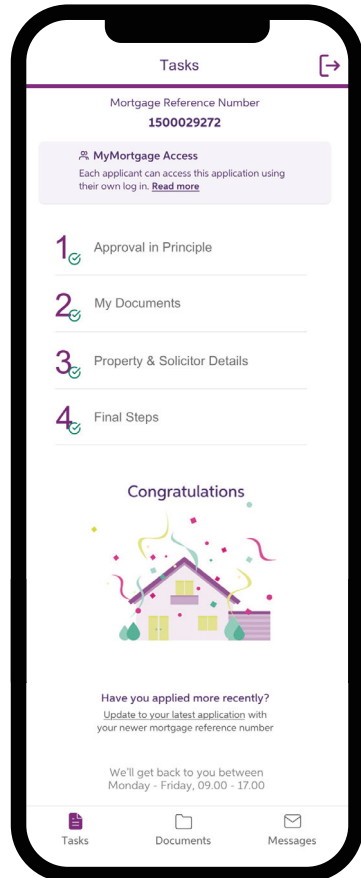 Tasks
Mortgage Reference Number
1500029272
MyMortgage Access
Each applicant can access this application using
their own log in. Read more
1 Approval in Principle
2 My Documents
3 Property & Solicitor Details
4 Final Steps
Congratulations
Have you applied more recently?
Update to your latest application with
your newer mortgage reference number
We'll get back to you between
Monday - Friday, 09.00 - 17.00
Tasks Documents Messages